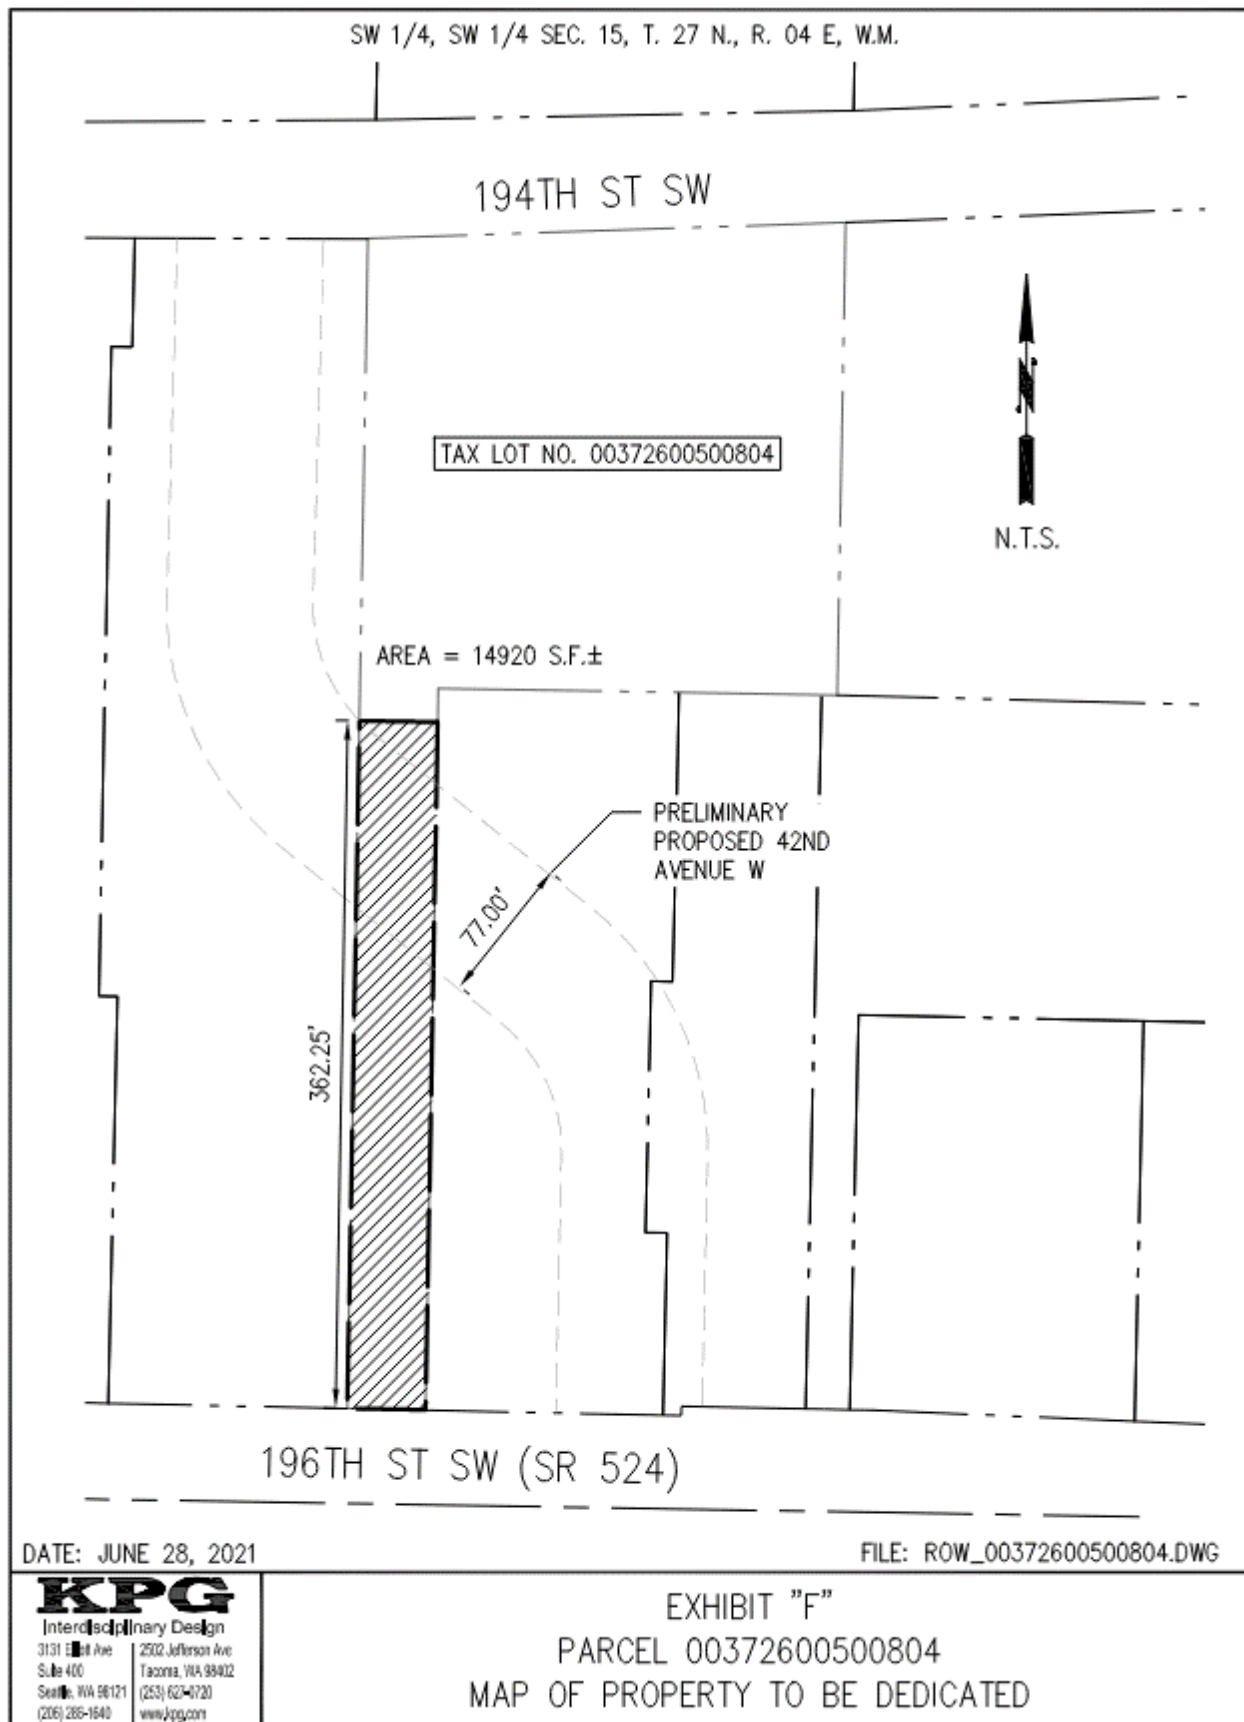 SW 1/4, SW 1/4 SEC. 15, T. 27 N., R. 04 E, W.M.
194TH ST SW
TAX LOT NO. 00372600500804
N.T.S.
AREA = 14920 S.F.±
PRELIMINARY
PROPOSED 42ND
AVENUE W
77.00'
362.25'
196TH ST SW (SR 524)
DATE: JUNE 28, 2021
FILE: ROW_00372600500804.DWG
KPG
Interdisciplinary Design
3131 Elliott Ave
Suite 400
Seattle, WA 98121
(206) 286-1640
2502 Jefferson Ave
Tacoma, WA 98402
(253) 627-0720
www.kpg.com
EXHIBIT "F"
PARCEL 00372600500804
MAP OF PROPERTY TO BE DEDICATED